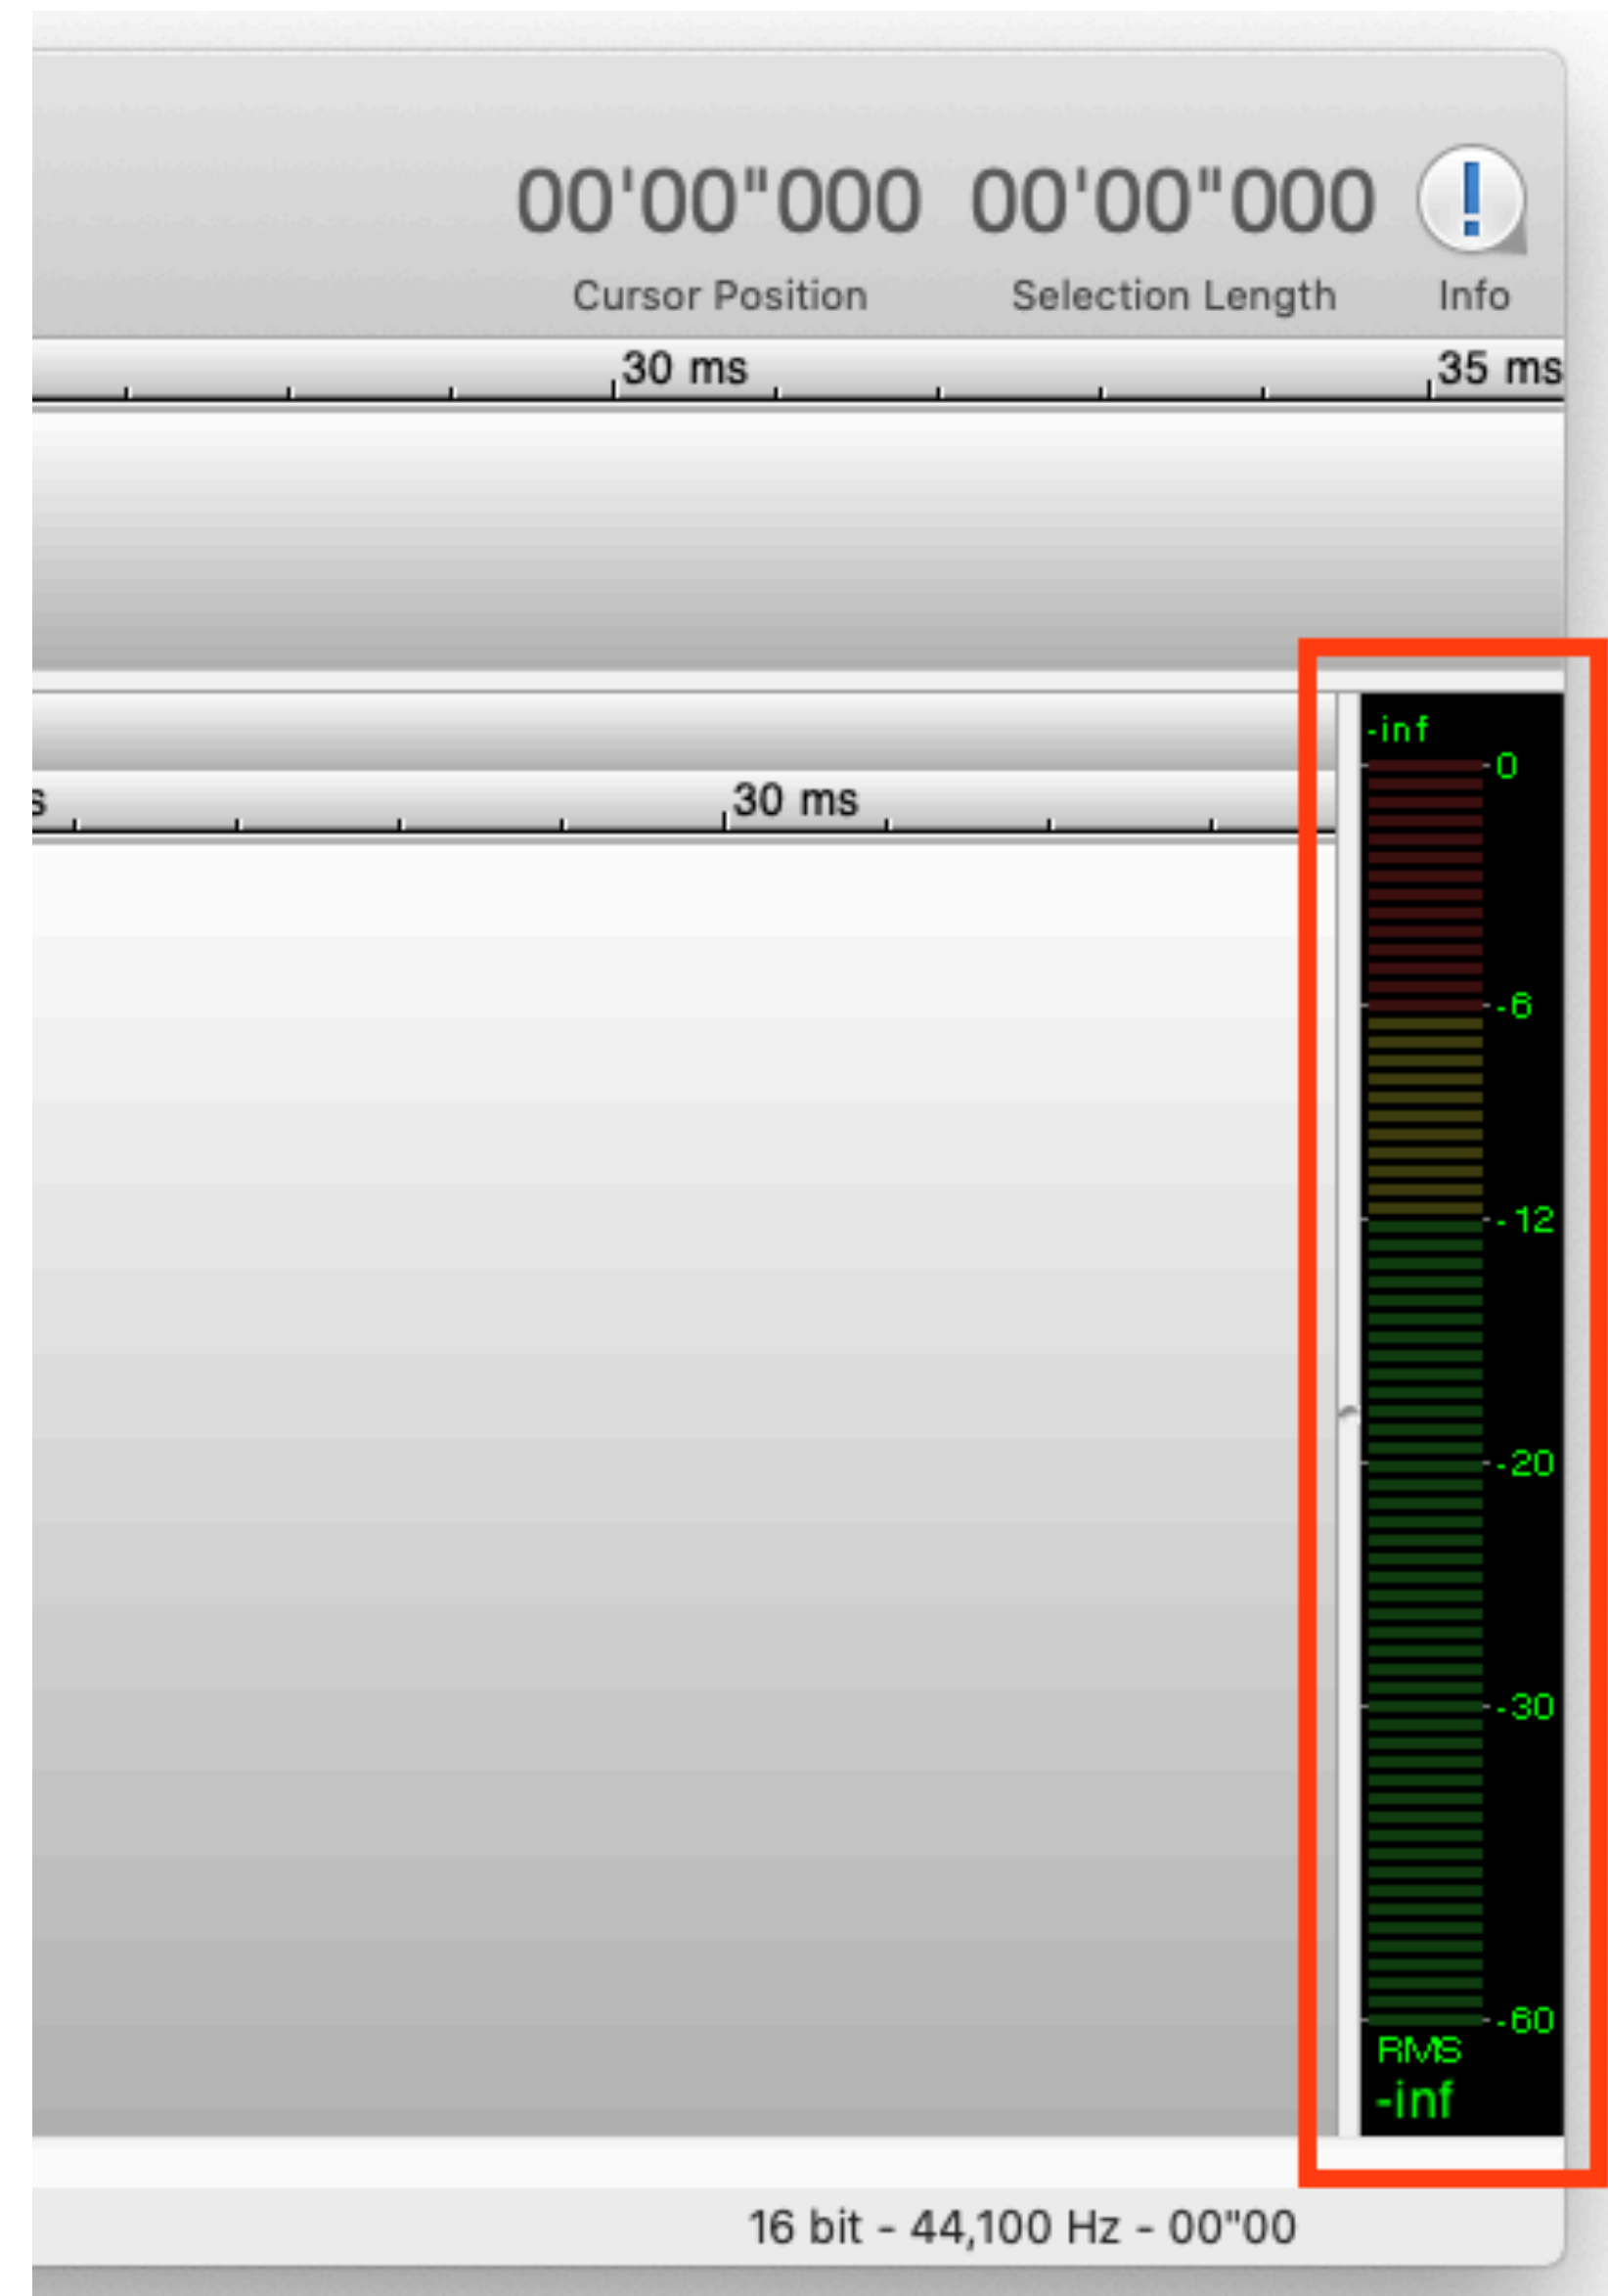 00'00"000 00'00"000
Cursor Position Selection Length Info
30 ms 35 ms
-inf
0
s 30 ms
-6
-12
-20
-30
-60
RMS
-inf
16 bit - 44,100 Hz - 00"00